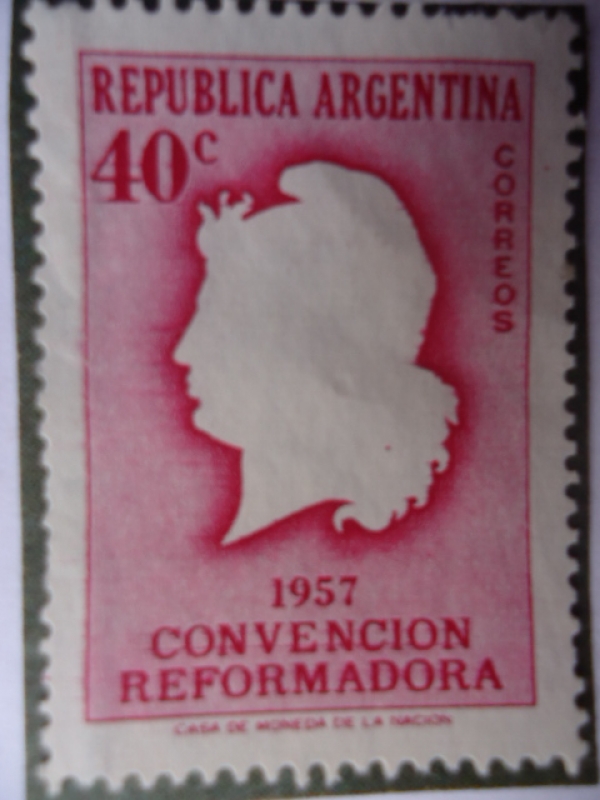 REPUBLICA ARGENTINA
40c
CORREOS
1957
CONVENCION
REFORMADORA
CASA DE MONEDA DE LA NACION